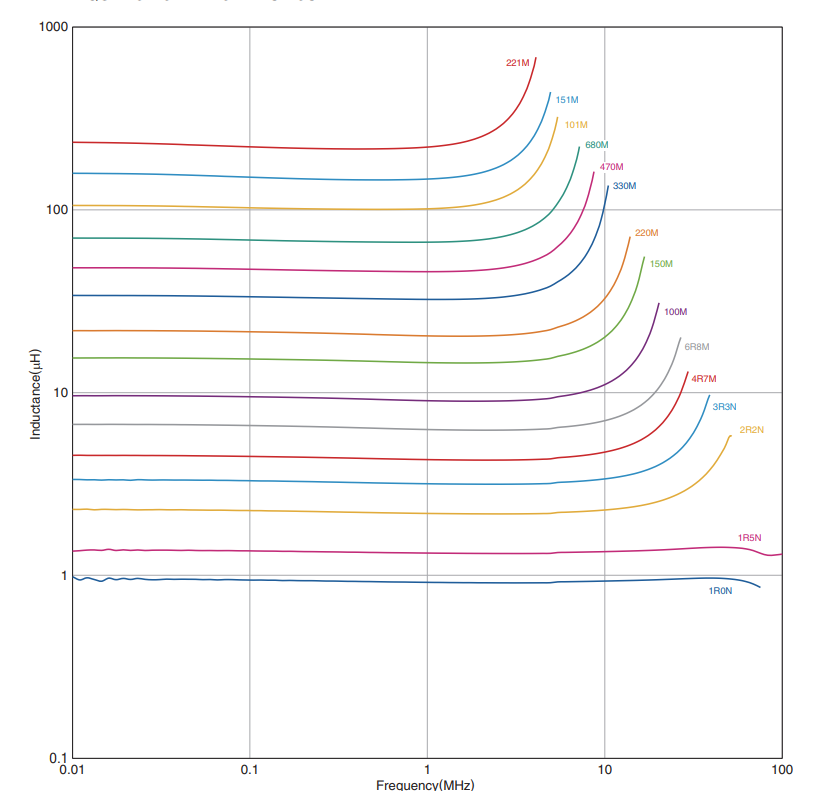 1000
221M
151M
101M
680M
470M
330M
100
220M
150M
100M
6R8M
4R7M
10
3R3N
2R2N
1R5N
1
1R0N
0.1
0.01
0.1
1
10
100
Inductance(μH)
Frequency(MHz)